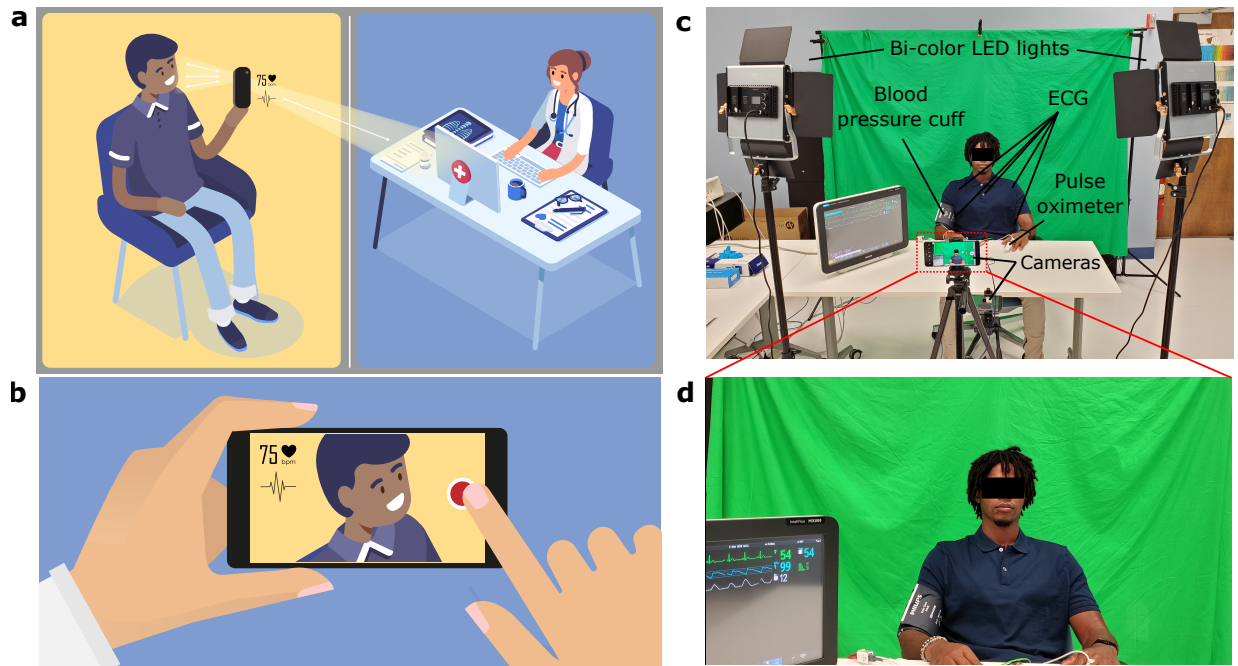 a
75
bpm
b
75
bpm
c
Bi-color LED lights
Blood
pressure cuff
ECG
Pulse
oximeter
Cameras
d
MX800
54
54
99
12
PHILIPS